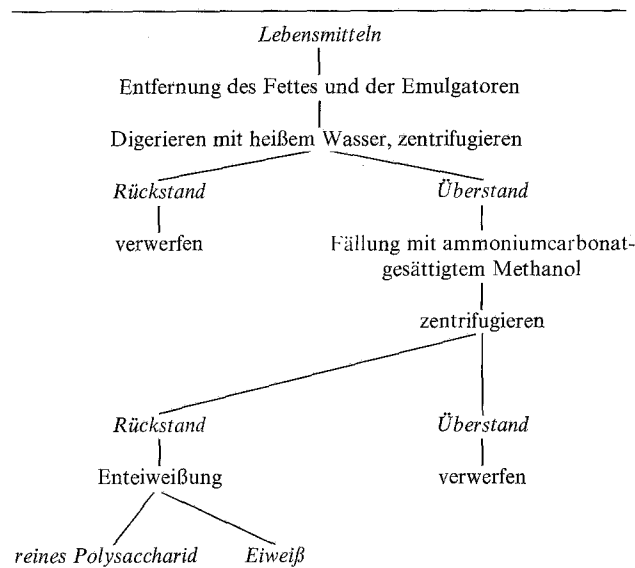 Lebensmitteln
Entfernung des Fettes und der Emulgatoren
Digerieren mit heißem Wasser, zentrifugieren
Rückstand
Überstand
verwerfen
Fällung mit ammoniumcarbonat-
gesättigtem Methanol
zentrifugieren
Rückstand
Überstand
Enteiweißung
verwerfen
reines Polysaccharid
Eiweiß